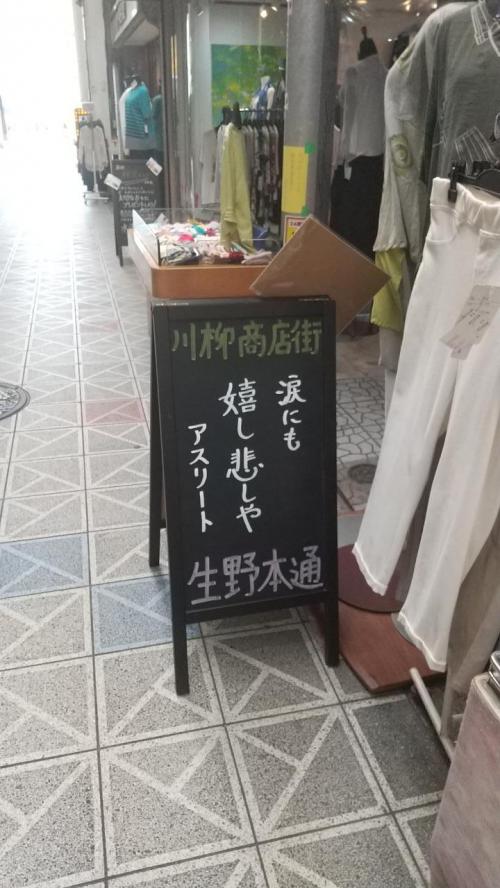 川柳商店街
涙にも
嬉し悲しや
アスリート
生野本通